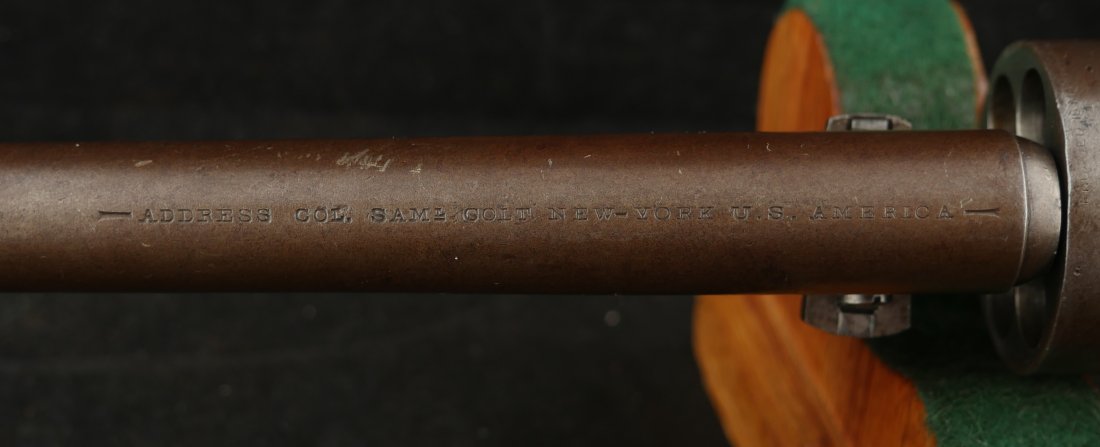 ADDRESS COL. SAMᴸ COLT NEW-YORK U.S. AMERICA